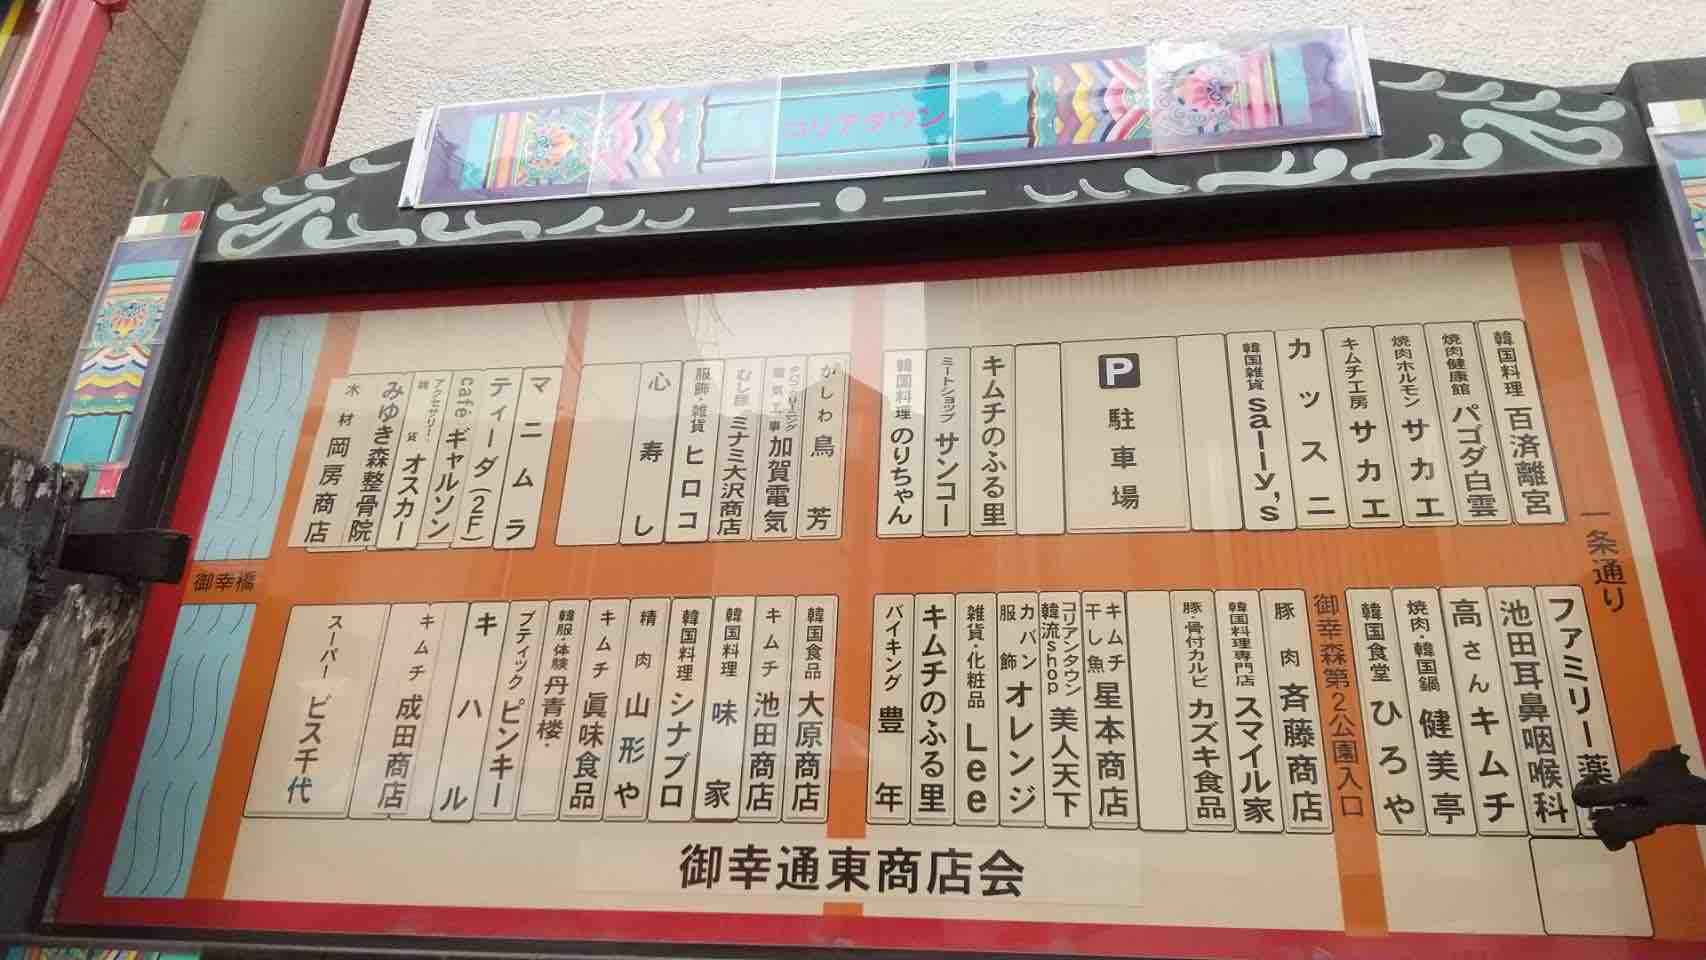 コリアタウン
木材 岡房商店
みゆき森整骨院
アクセサリー・雑貨 オスカー
café ギャルソン
ティーダ(2F)
マニムラ
心寿し
服飾・雑貨 ヒロコ
むし豚 ミナミ大沢商店
電気工事 加賀電気
かしわ 鳥芳
韓国料理 のりちゃん
ミートショップ サンコー
キムチのふる里
P 駐車場
韓国雑貨 sally's
カッスニ
キムチ工房 サカエ
焼肉ホルモン サカエ
焼肉健康館 パゴダ白雲
韓国料理 百済離宮
一条通り
御幸橋
スーパー ビス千代
キムチ 成田商店
キハル
ブティック ピンキー
韓服・体験 丹青楼・
キムチ 眞味食品
精肉 山形や
韓国料理 シナブロ
韓国料理 味家
キムチ 池田商店
韓国食品 大原商店
バイキング 豊年
キムチのふる里
雑貨・化粧品 Lee
カバン 服飾 オレンジ
コリアンタウン 韓流shop 美人天下
キムチ 干し魚 星本商店
豚・骨付カルビ カズキ食品
韓国料理専門店 スマイル家
豚肉 斉藤商店
御幸森第2公園入口
韓国食堂 ひろや
焼肉・韓国鍋 健美亭
高さんキムチ
池田耳鼻咽喉科
ファミリー薬
御幸通東商店会